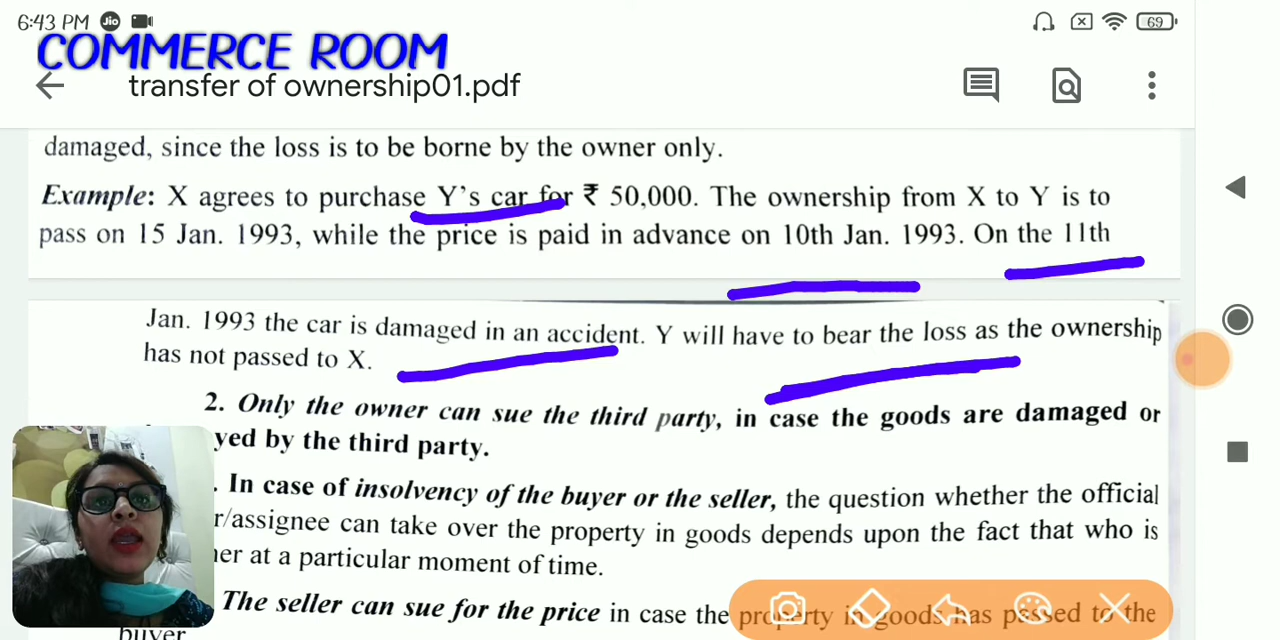 6:43 PM Jio 69
COMMERCE ROOM
transfer of ownership01.pdf
damaged, since the loss is to be borne by the owner only.
Example: X agrees to purchase Y's car for ₹ 50,000. The ownership from X to Y is to
pass on 15 Jan. 1993, while the price is paid in advance on 10th Jan. 1993. On the 11th
Jan. 1993 the car is damaged in an accident. Y will have to bear the loss as the ownership
has not passed to X.
2. Only the owner can sue the third party, in case the goods are damaged or
yed by the third party.
. In case of insolvency of the buyer or the seller, the question whether the official
r/assignee can take over the property in goods depends upon the fact that who is
ner at a particular moment of time.
The seller can sue for the price in case the property in goods has passed to the
buyer